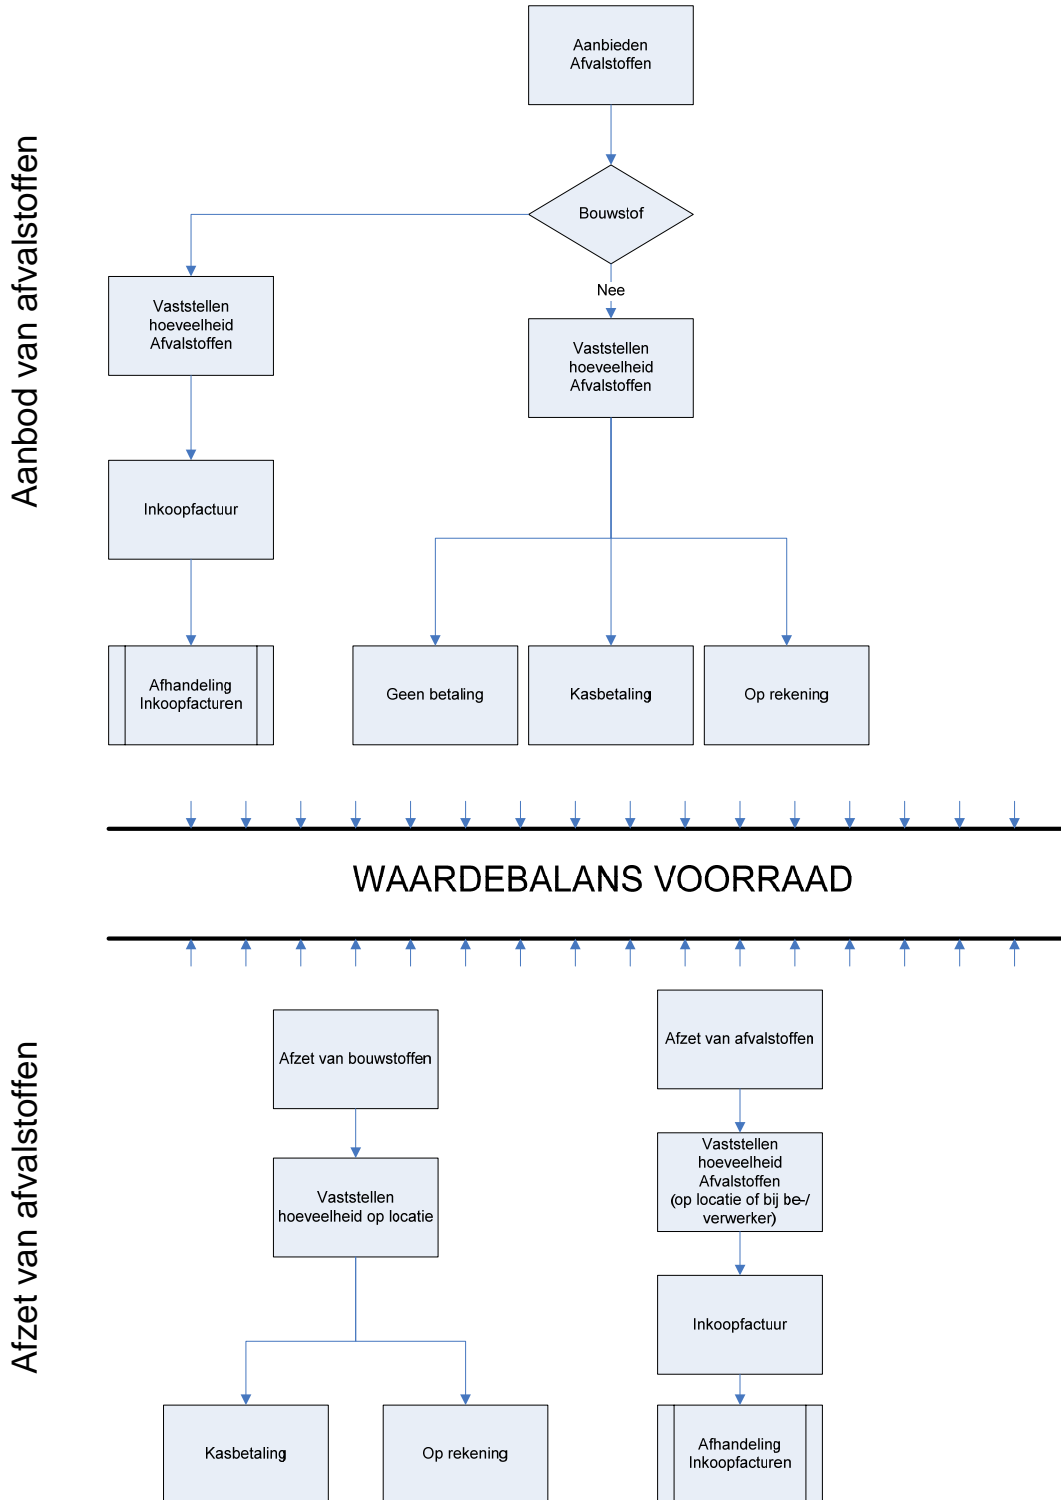 Aanbod van afvalstoffen
Aanbieden
Afvalstoffen
Bouwstof
Nee
Vaststellen
hoeveelheid
Afvalstoffen
Vaststellen
hoeveelheid
Afvalstoffen
Inkoopfactuur
Afhandeling
Inkoopfacturen
Geen betaling
Kasbetaling
Op rekening
WAARDEBALANS VOORRAAD
Afzet van afvalstoffen
Afzet van bouwstoffen
Vaststellen
hoeveelheid op locatie
Kasbetaling
Op rekening
Afzet van afvalstoffen
Vaststellen
hoeveelheid
Afvalstoffen
(op locatie of bij be-/
verwerker)
Inkoopfactuur
Afhandeling
Inkoopfacturen